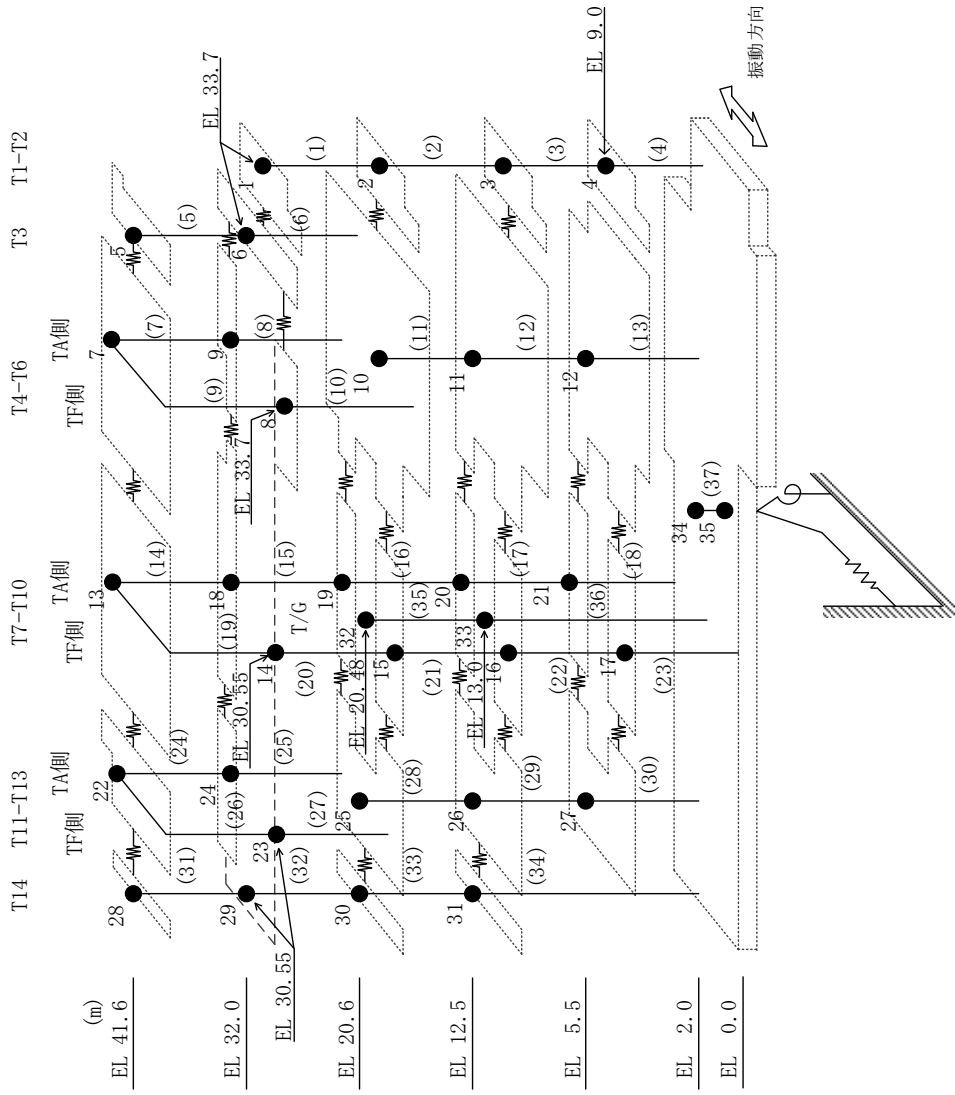 T14
T11−T13
T7−T10
T4−T6
T3
T1−T2
TF側
TA側
TF側
TA側
TF側
TA側
(m)
EL 41.6
EL 32.0
EL 20.6
EL 12.5
EL 5.5
EL 2.0
EL 0.0
28
(31)
29
(32)
30
(33)
31
(34)
EL 30.55
22
(24)
24
(25)
(26)
23
(27)
25
(28)
26
(29)
27
(30)
13
(14)
18
(15)
(19)
14
T/G
(20)
EL 30.55
19
(16)
32
(35)
EL 20.48
15
(21)
20
(17)
33
EL 13.0
16
(22)
21
(36)
(18)
17
(23)
7
(7)
9
(8)
(9)
8
(10)
EL 33.7
10
(11)
11
(12)
12
(13)
34
(37)
35
5
(5)
6
(6)
EL 33.7
1
(1)
2
(2)
3
(3)
4
(4)
EL 9.0
振動方向